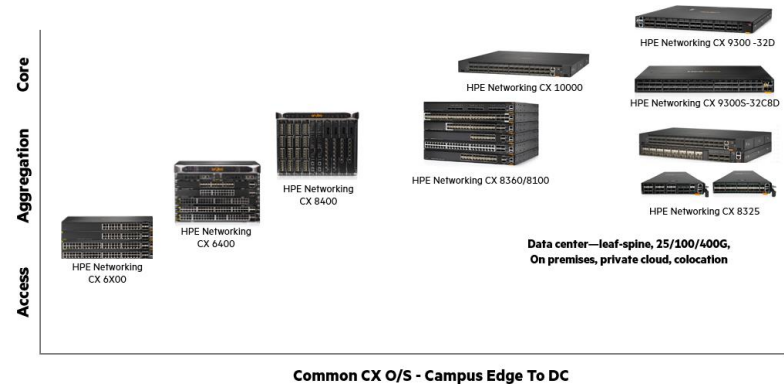 Core
Aggregation
Access
HPE Networking
CX 6X00
HPE Networking
CX 6400
HPE Networking
CX 8400
HPE Networking CX 10000
HPE Networking CX 8360/8100
HPE Networking CX 9300 -32D
HPE Networking CX 9300S-32C8D
HPE Networking CX 8325
Data center—leaf-spine, 25/100/400G,
On premises, private cloud, colocation
Common CX O/S - Campus Edge To DC